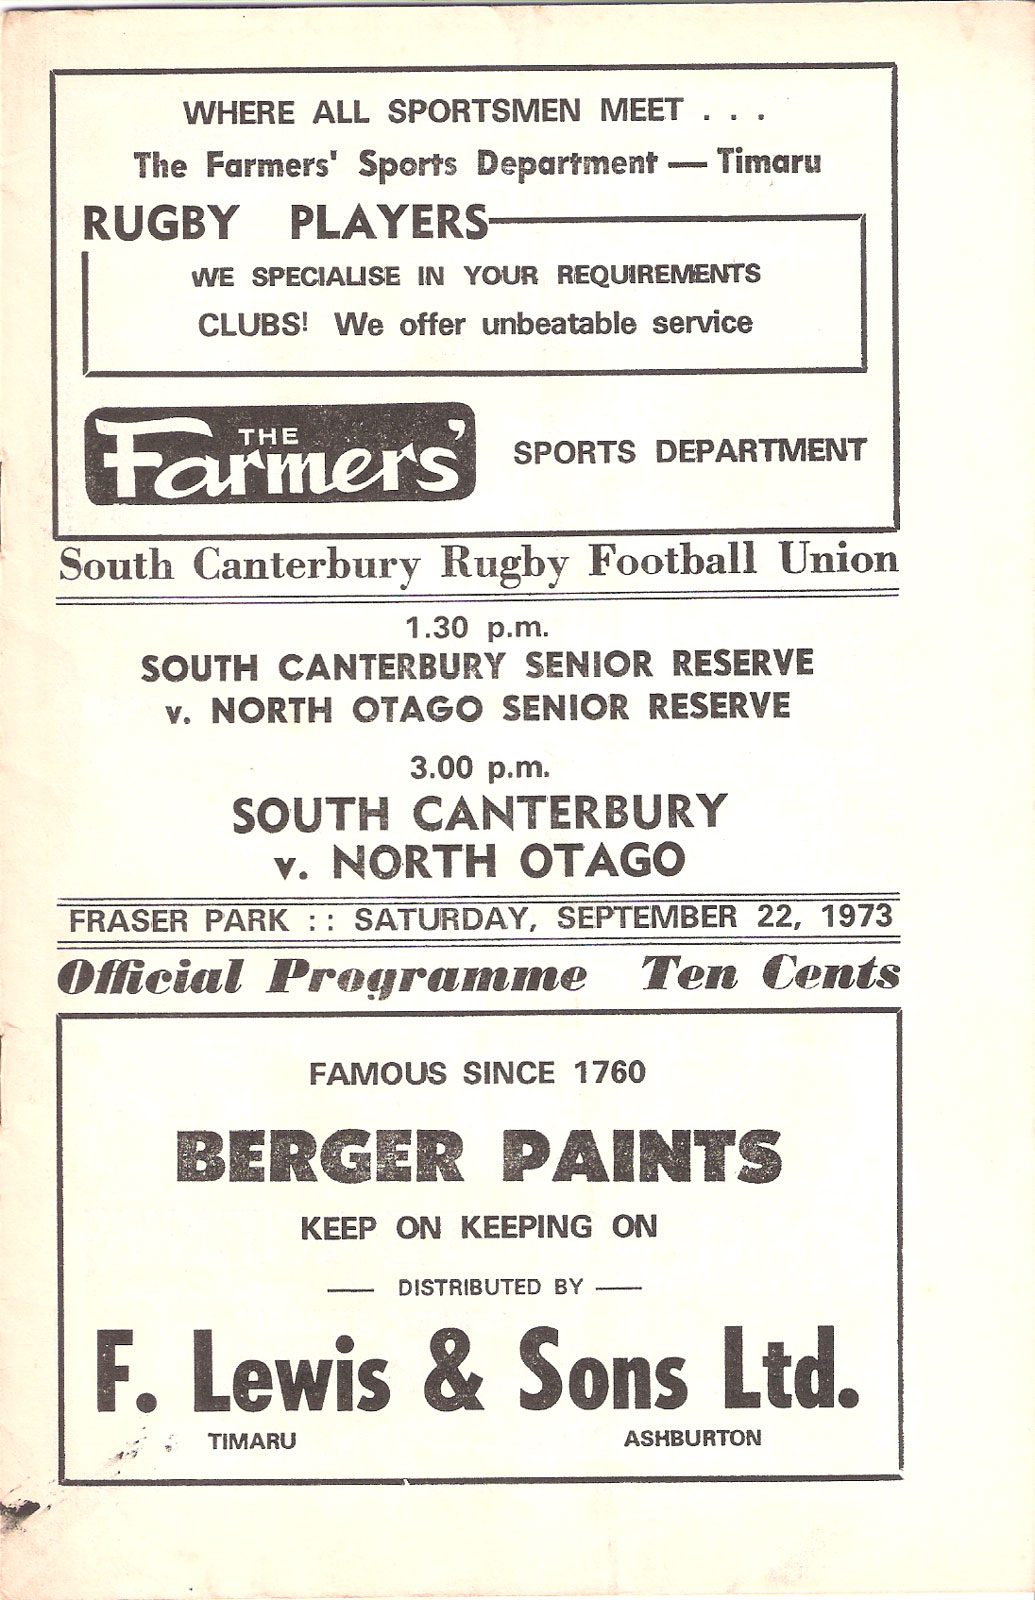 WHERE ALL SPORTSMEN MEET . . .
The Farmers' Sports Department — Timaru
RUGBY PLAYERS
WE SPECIALISE IN YOUR REQUIREMENTS
CLUBS! We offer unbeatable service
THE
Farmers' SPORTS DEPARTMENT
South Canterbury Rugby Football Union
1.30 p.m.
SOUTH CANTERBURY SENIOR RESERVE
v. NORTH OTAGO SENIOR RESERVE
3.00 p.m.
SOUTH CANTERBURY
v. NORTH OTAGO
FRASER PARK :: SATURDAY, SEPTEMBER 22, 1973
Official Programme Ten Cents
FAMOUS SINCE 1760
BERGER PAINTS
KEEP ON KEEPING ON
— DISTRIBUTED BY —
F. Lewis & Sons Ltd.
TIMARU ASHBURTON